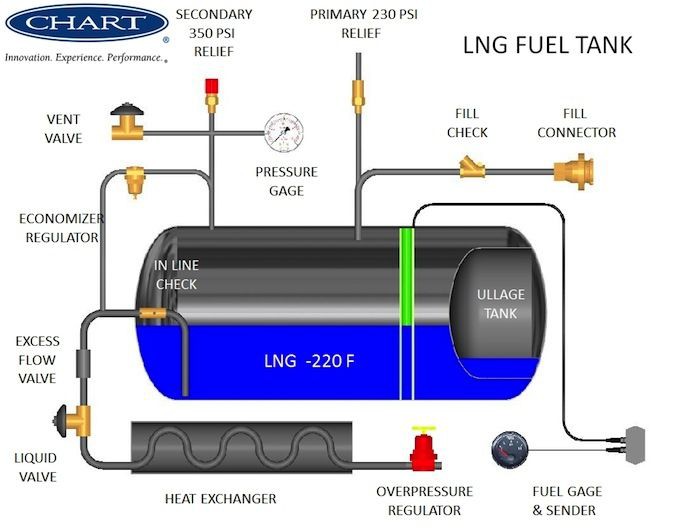 CHART
®
Innovation. Experience. Performance.®
SECONDARY
350 PSI
RELIEF
PRIMARY 230 PSI
RELIEF
LNG FUEL TANK
VENT
VALVE
PRESSURE
GAGE
FILL
CHECK
FILL
CONNECTOR
ECONOMIZER
REGULATOR
IN LINE
CHECK
ULLAGE
TANK
EXCESS
FLOW
VALVE
LNG -220 F
LIQUID
VALVE
HEAT EXCHANGER
OVERPRESSURE
REGULATOR
FUEL GAGE
& SENDER